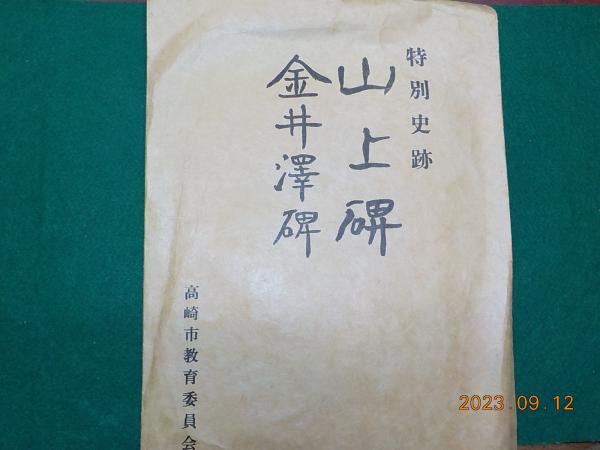 特別史跡
山上碑
金井澤碑
高崎市教育委員会
2023.09.12